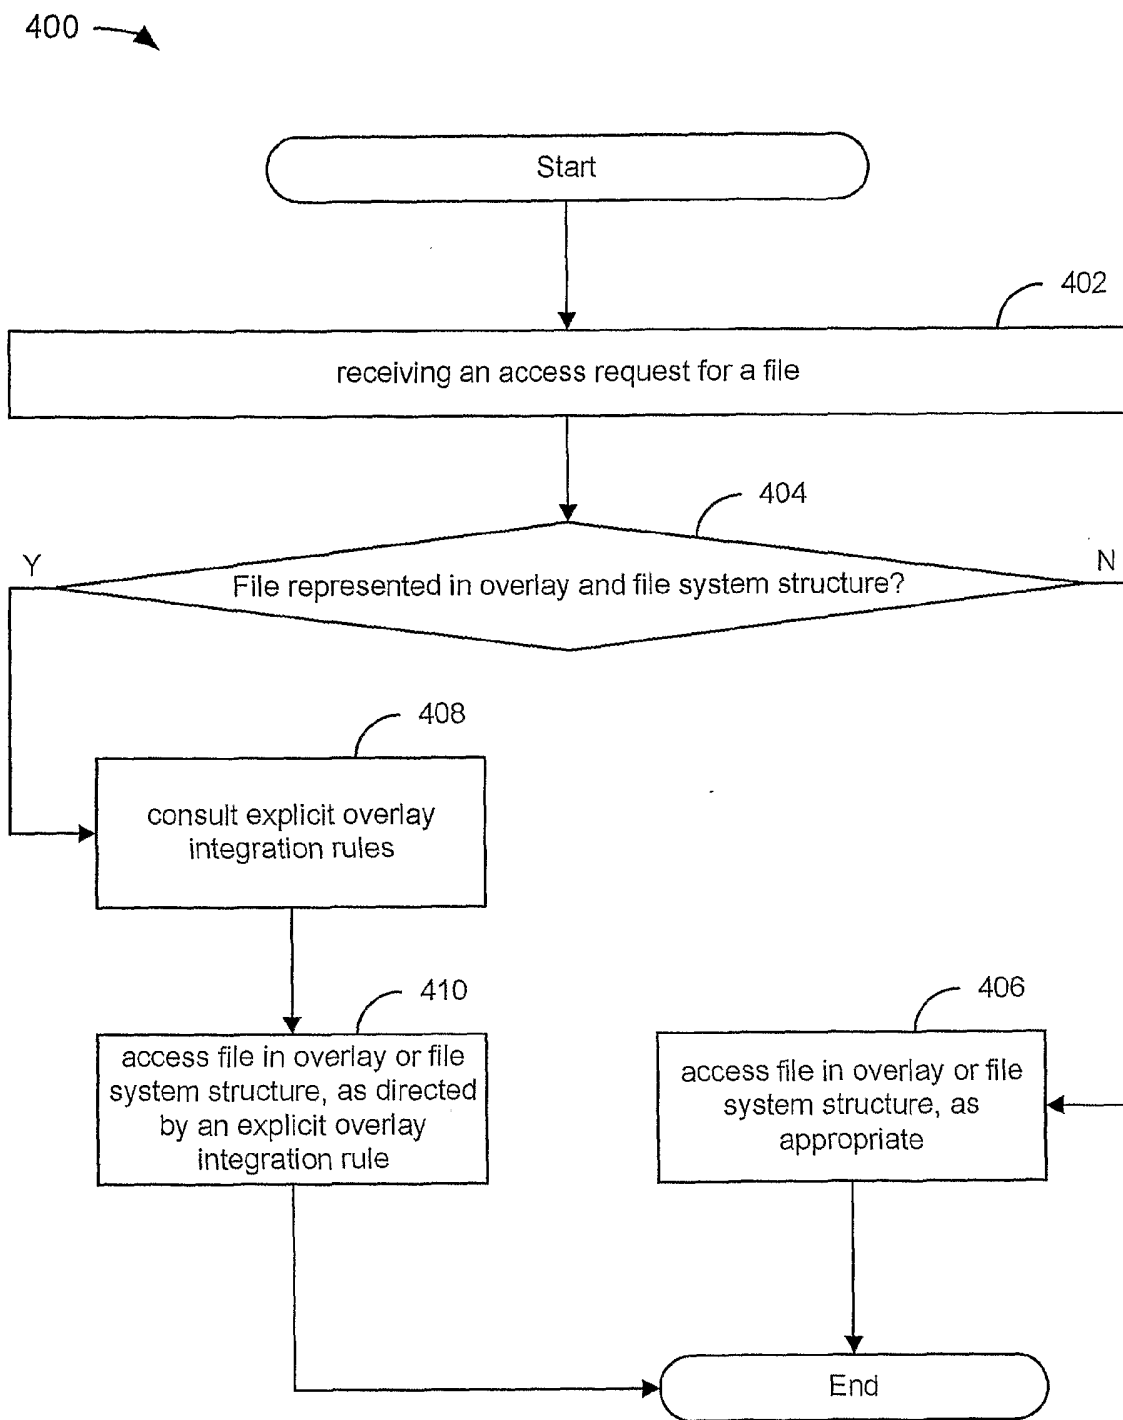 400
Start
402
receiving an access request for a file
404
Y
N
File represented in overlay and file system structure?
408
consult explicit overlay
integration rules
410
access file in overlay or file
system structure, as directed
by an explicit overlay
integration rule
406
access file in overlay or file
system structure, as
appropriate
End